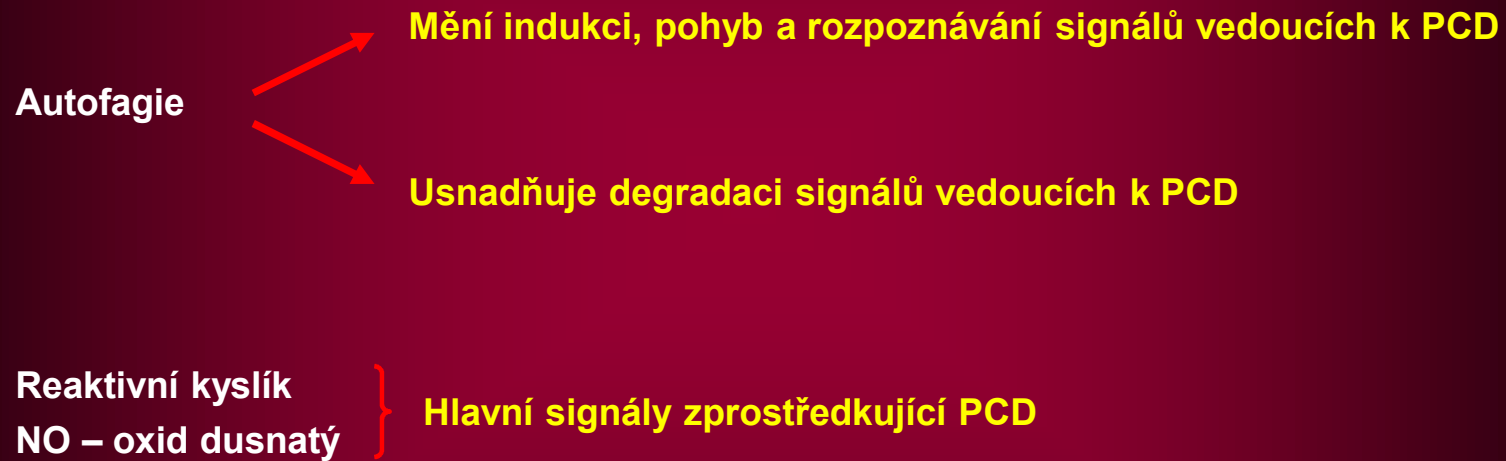 Mění indukci, pohyb a rozpoznávání signálů vedoucích k PCD
Autofagie
Usnadňuje degradaci signálů vedoucích k PCD
Reaktivní kyslík
Hlavní signály zprostředkující PCD
NO – oxid dusnatý